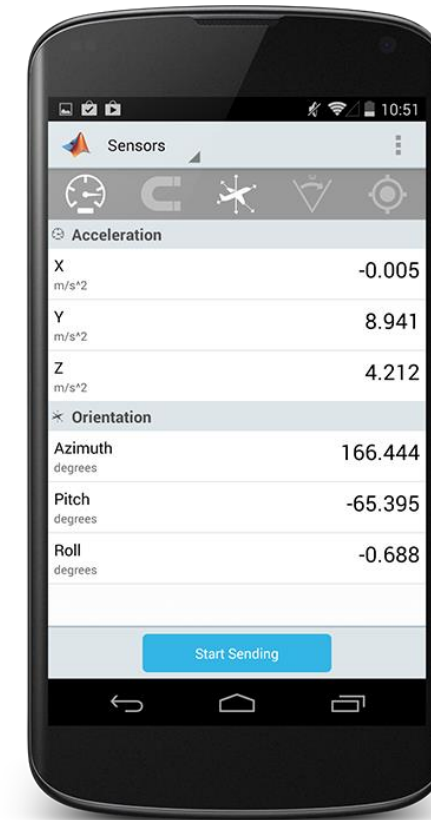 10:51
Sensors
Acceleration
X
-0.005
m/s^2
Y
8.941
m/s^2
Z
4.212
m/s^2
Orientation
Azimuth
166.444
degrees
Pitch
-65.395
degrees
Roll
-0.688
degrees
Start Sending